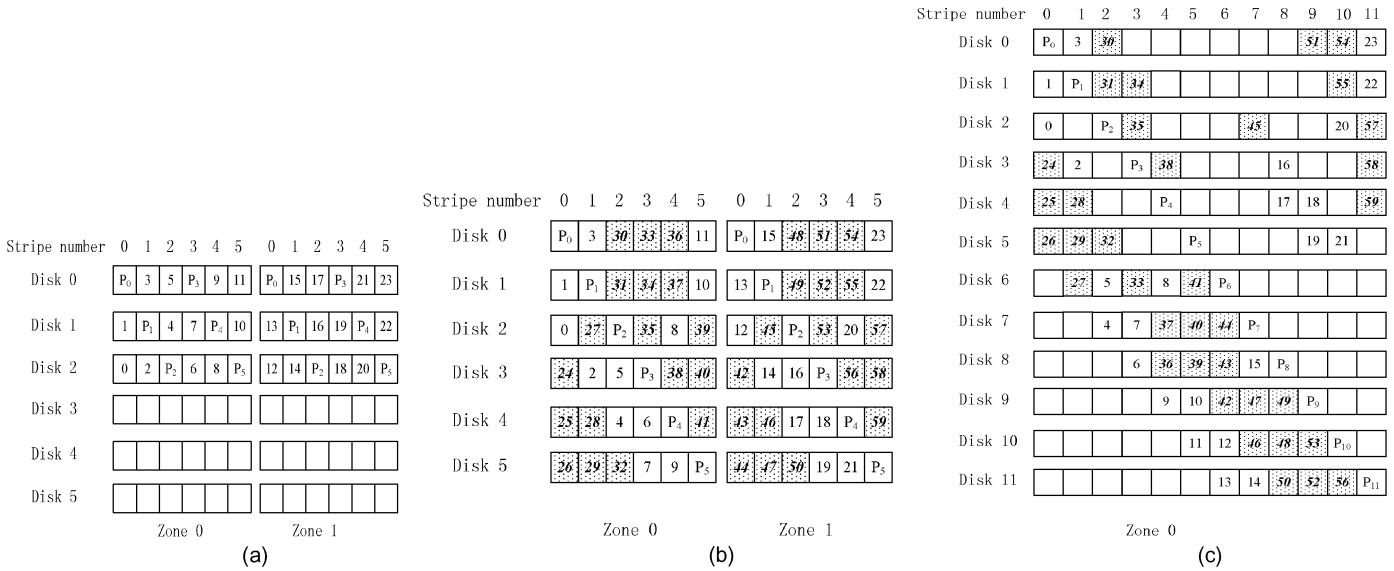 Stripe number 0 1 2 3 4 5 0 1 2 3 4 5
Disk 0 P0 3 5 P3 9 11 P0 15 17 P3 21 23
Disk 1 1 P1 4 7 P4 10 13 P1 16 19 P4 22
Disk 2 0 2 P2 6 8 P5 12 14 P2 18 20 P5
Disk 3
Disk 4
Disk 5
Zone 0 Zone 1
(a)
Stripe number 0 1 2 3 4 5 0 1 2 3 4 5
Disk 0 P0 3 30 33 36 11 P0 15 48 51 54 23
Disk 1 1 P1 31 34 37 10 13 P1 49 52 55 22
Disk 2 0 27 P2 35 8 39 12 45 P2 53 20 57
Disk 3 24 2 5 P3 38 40 42 14 16 P3 56 58
Disk 4 25 28 4 6 P4 41 43 46 17 18 P4 59
Disk 5 26 29 32 7 9 P5 44 47 50 19 21 P5
Zone 0 Zone 1
(b)
Stripe number 0 1 2 3 4 5 6 7 8 9 10 11
Disk 0 P0 3 30 51 54 23
Disk 1 1 P1 31 34 55 22
Disk 2 0 P2 35 45 20 57
Disk 3 24 2 P3 38 16 58
Disk 4 25 28 P4 17 18 59
Disk 5 26 29 32 P5 19 21
Disk 6 27 5 33 8 41 P6
Disk 7 4 7 37 40 44 P7
Disk 8 6 36 39 43 15 P8
Disk 9 9 10 42 47 49 P9
Disk 10 11 12 46 48 53 P10
Disk 11 13 14 50 52 56 P11
Zone 0
(c)